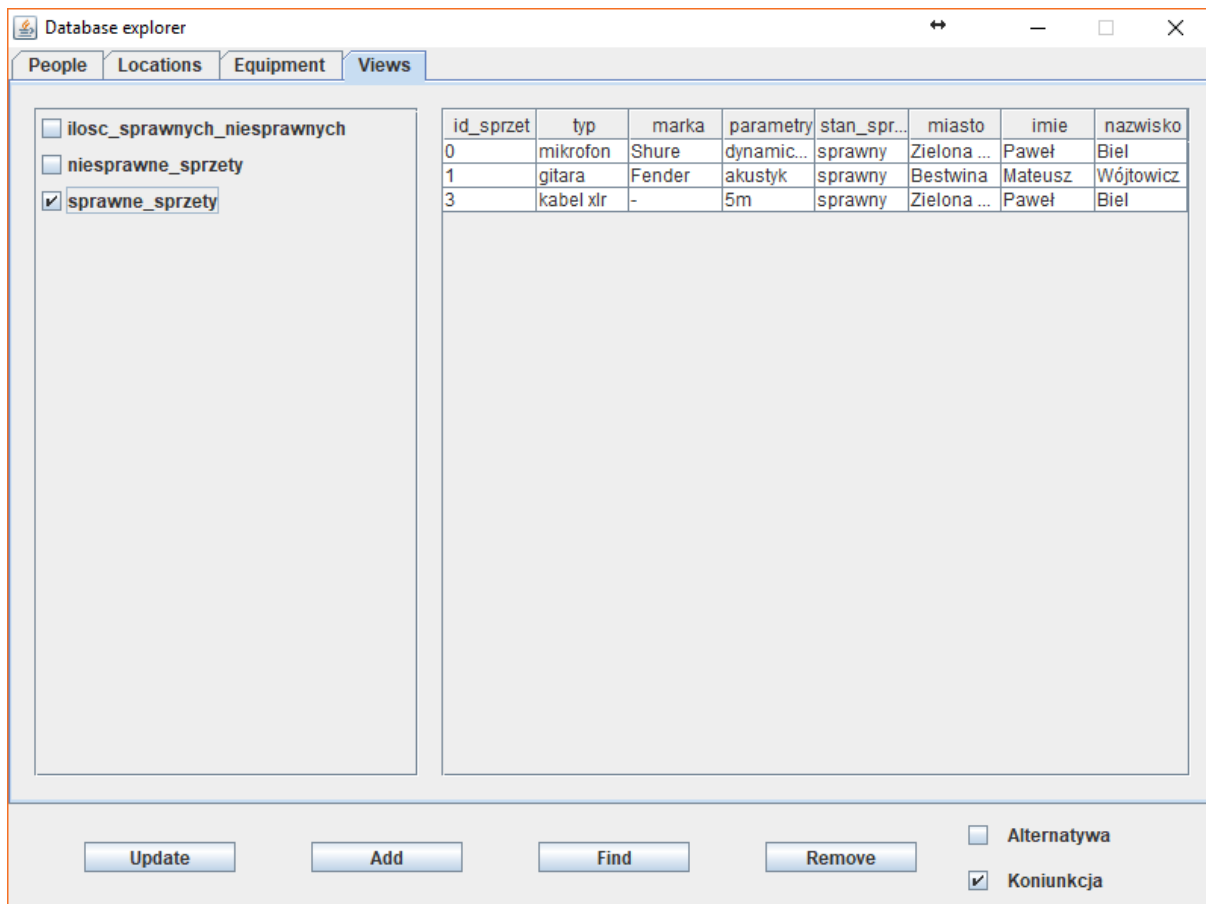 Database explorer
People Locations Equipment Views
ilosc_sprawnych_niesprawnych
niesprawne_sprzety
sprawne_sprzety
id_sprzet typ marka parametry stan_spr... miasto imie nazwisko
0 mikrofon Shure dynamic... sprawny Zielona ... Paweł Biel
1 gitara Fender akustyk sprawny Bestwina Mateusz Wójtowicz
3 kabel xlr - 5m sprawny Zielona ... Paweł Biel
Update Add Find Remove
Alternatywa
Koniunkcja